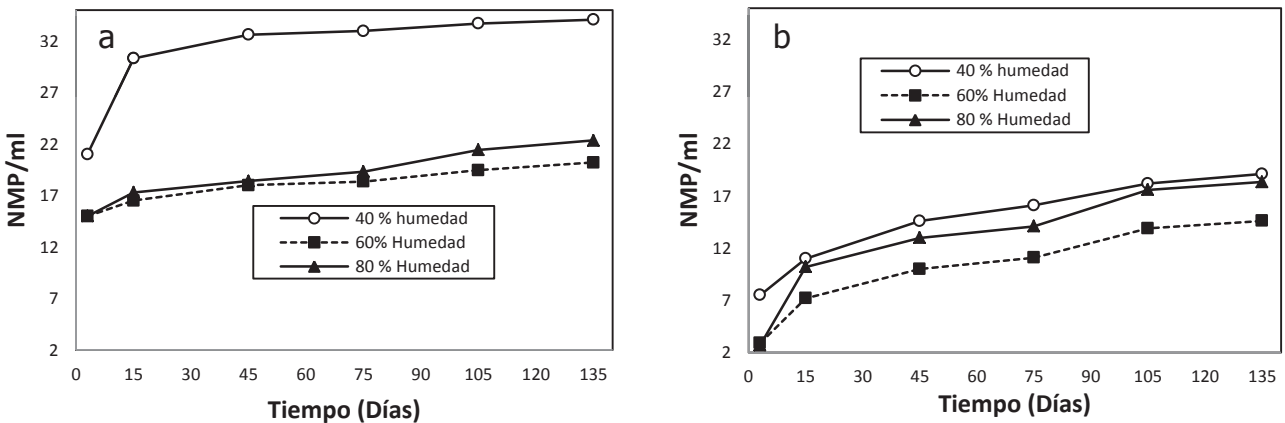 a
NMP/ml
32
27
22
17
12
7
2
40 % humedad
60% Humedad
80 % Humedad
0 15 30 45 60 75 90 105 120 135
Tiempo (Días)
b
NMP/ml
32
27
22
17
12
7
2
40 % humedad
60% Humedad
80 % Humedad
0 15 30 45 60 75 90 105 120 135
Tiempo (Días)